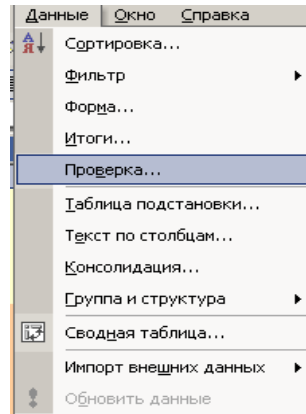 Данные Окно Справка
Сортировка...
Фильтр
Форма...
Итоги...
Проверка...
Таблица подстановки...
Текст по столбцам...
Консолидация...
Группа и структура
Сводная таблица...
Импорт внешних данных
Обновить данные